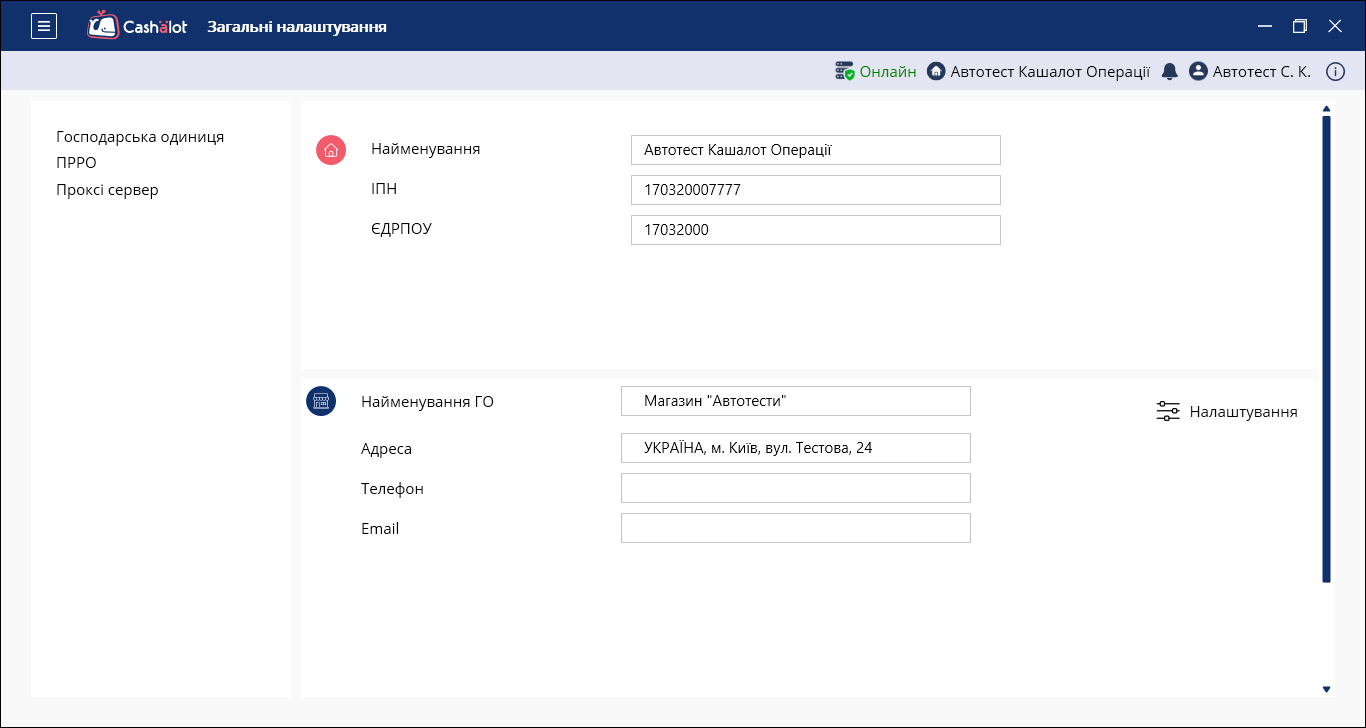 Cashalot Загальні налаштування
Онлайн Автотест Кашалот Операції Автотест С. К.
Господарська одиниця
ПРРО
Проксі сервер
Найменування Автотест Кашалот Операції
ІПН 170320007777
ЄДРПОУ 17032000
Найменування ГО Магазин "Автотести"
Налаштування
Адреса УКРАЇНА, м. Київ, вул. Тестова, 24
Телефон
Email